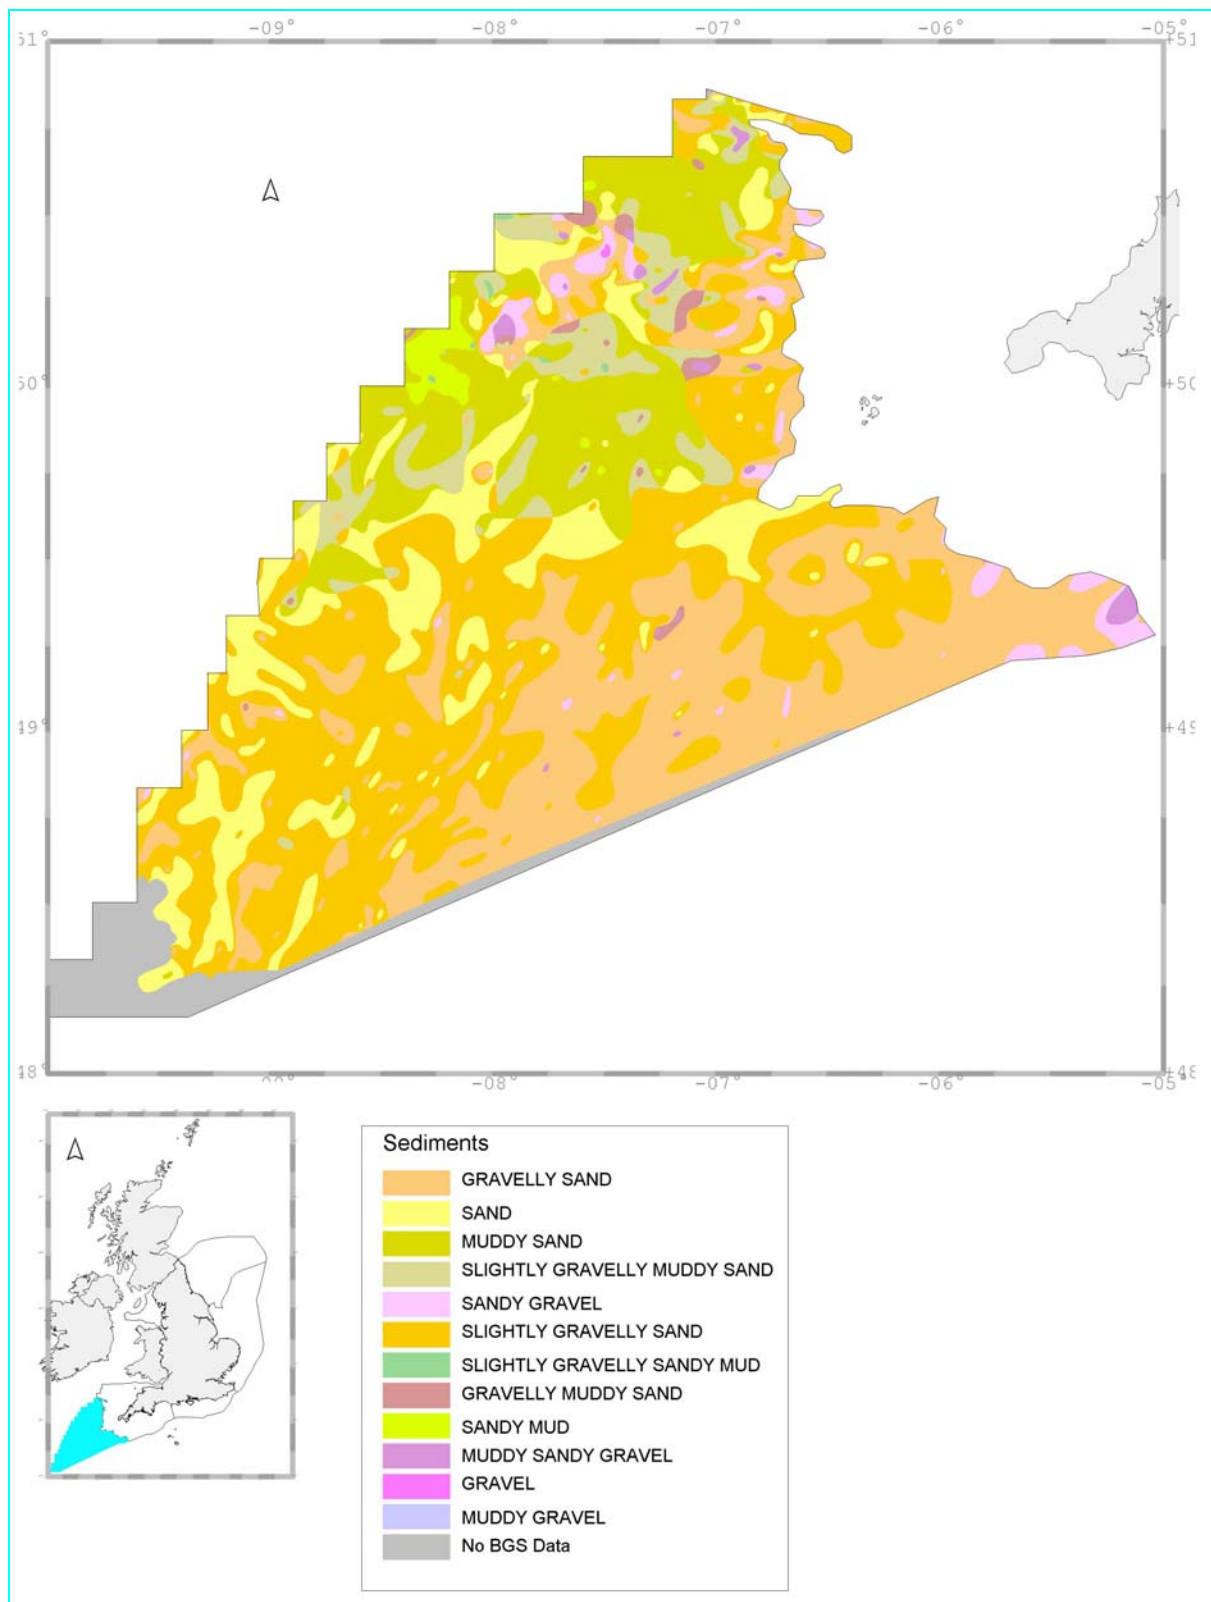 -09° -08° -07° -06° -05°
51° +51
50° +50
49° +49
48° +48
-08° -07° -06° -05
Sediments
GRAVELLY SAND
SAND
MUDDY SAND
SLIGHTLY GRAVELLY MUDDY SAND
SANDY GRAVEL
SLIGHTLY GRAVELLY SAND
SLIGHTLY GRAVELLY SANDY MUD
GRAVELLY MUDDY SAND
SANDY MUD
MUDDY SANDY GRAVEL
GRAVEL
MUDDY GRAVEL
No BGS Data